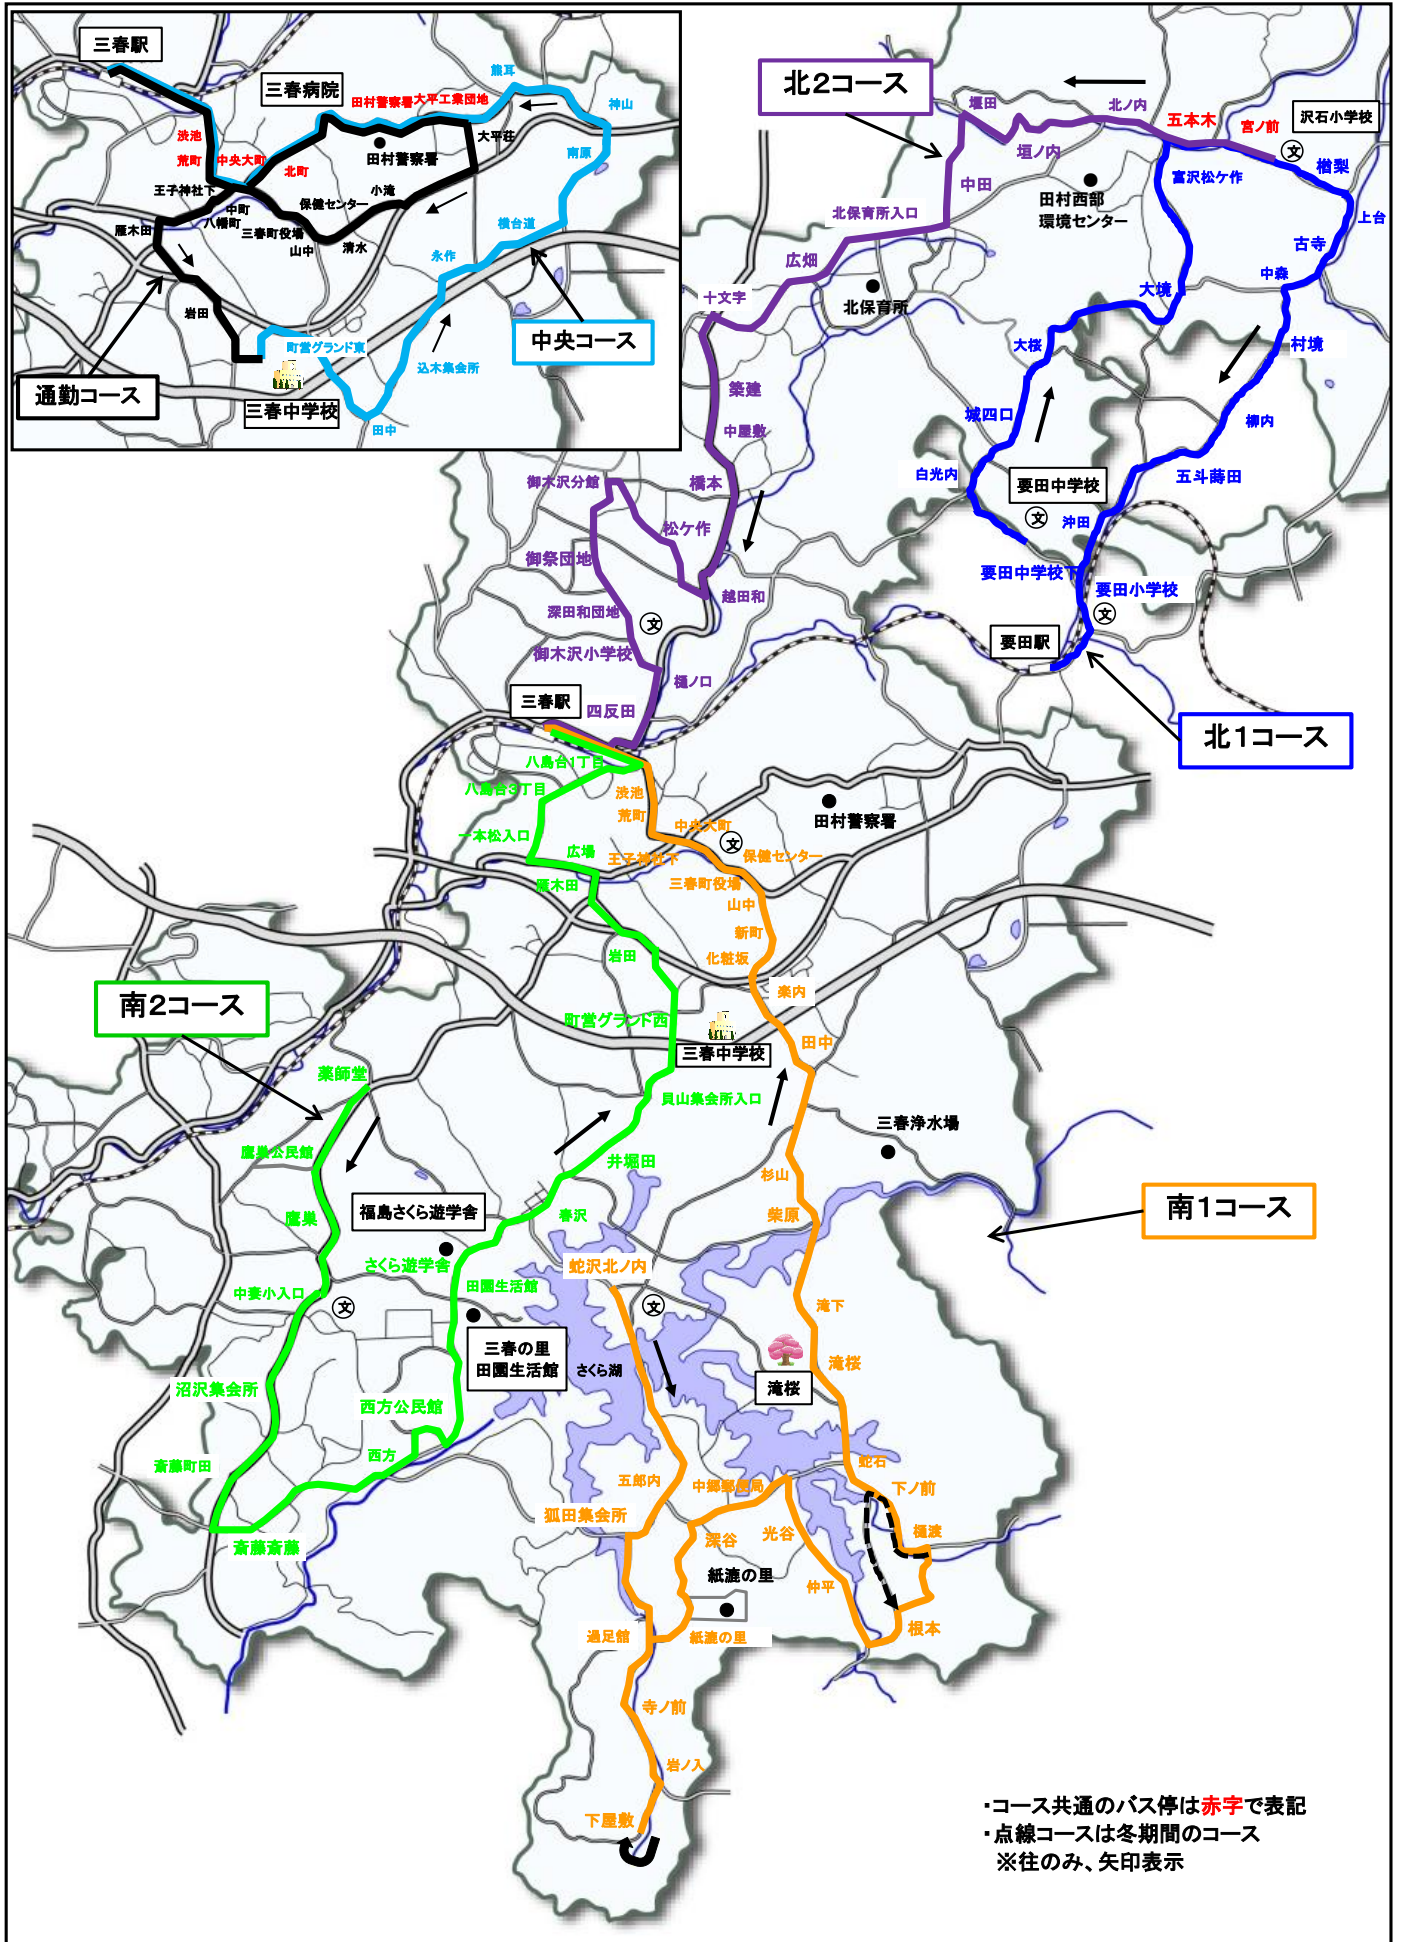 三春駅
三春病院
熊耳
田村警察署
大平工業団地
神山
渋池
荒町
中央大町
北町
田村警察署
大平荘
南原
王子神社下
中町
八幡町
保健センター
小滝
雁木田
三春町役場
山中
清水
横台道
永作
岩田
町営グランド東
込木集会所
中央コース
通勤コース
三春中学校
田中
北2コース
堰田
北ノ内
五本木
宮ノ前
沢石小学校
文
垣ノ内
楢梨
中田
田村西部
環境センター
富沢松ケ作
上台
北保育所入口
古寺
広畑
中森
十文字
北保育所
大境
大桜
村境
築建
城四口
中屋敷
柳内
御木沢分館
橋本
白光内
要田中学校
文
五斗蒔田
松ケ作
沖田
御祭団地
要田中学校下
要田小学校
越田和
深田和団地
文
文
御木沢小学校
要田駅
樋ノ口
三春駅
四反田
北1コース
八島台1丁目
八島台3丁目
渋池
荒町
中央大町
田村警察署
一本松入口
広場
王子神社下
文
保健センター
雁木田
三春町役場
山中
新町
岩田
化粧坂
南2コース
楽内
町営グランド西
三春中学校
田中
薬師堂
貝山集会所入口
三春浄水場
鷹巣公民館
井堀田
杉山
福島さくら遊学舎
鷹巣
春沢
柴原
南1コース
さくら遊学舎
蛇沢北ノ内
中妻小入口
文
田園生活館
文
滝下
三春の里
田園生活館
さくら湖
滝桜
滝桜
沼沢集会所
西方公民館
斎藤町田
西方
五郎内
中郷郵便局
蛇石
下ノ前
狐田集会所
深谷
光谷
樋渡
斎藤斎藤
紙漉の里
仲平
過足館
紙漉の里
根本
寺ノ前
岩ノ入
下屋敷
・コース共通のバス停は赤字で表記
・点線コースは冬期間のコース
※往のみ、矢印表示